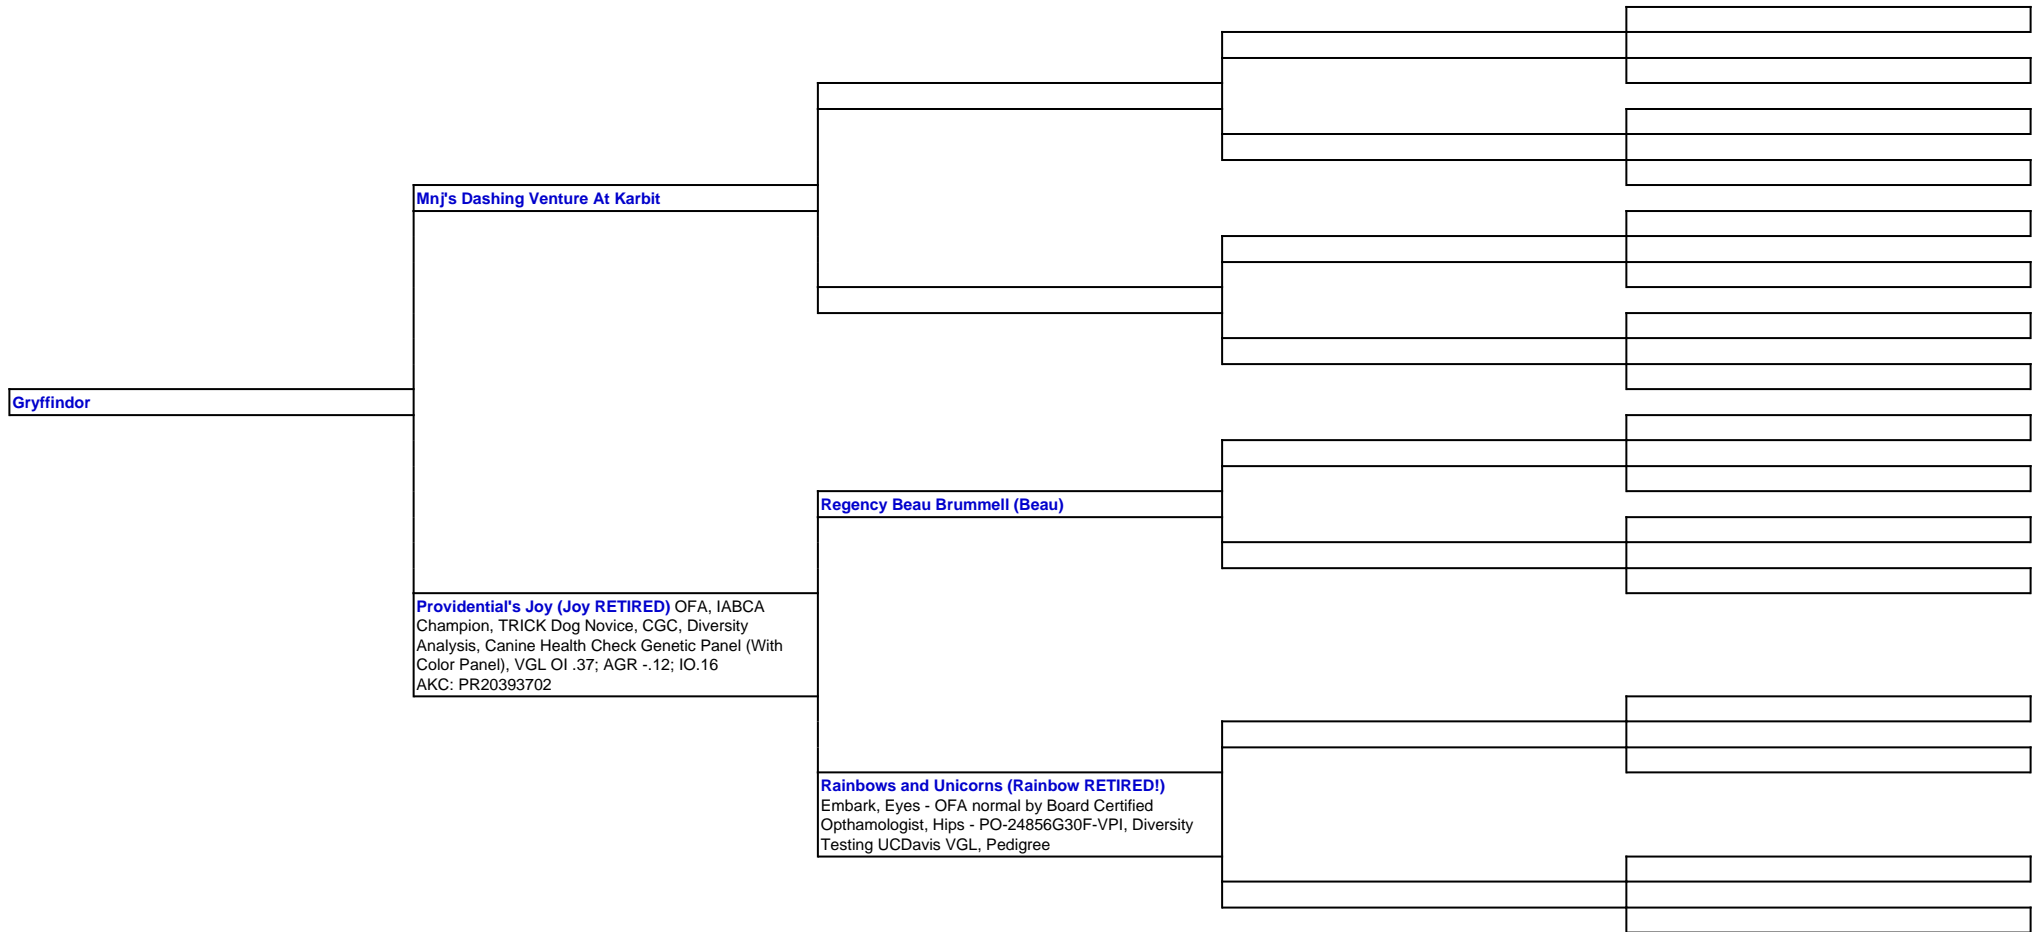 Mnj's Dashing Venture At Karbit
Gryffindor
Regency Beau Brummell (Beau)
Providential's Joy (Joy RETIRED) OFA, IABCA
Champion, TRICK Dog Novice, CGC, Diversity
Analysis, Canine Health Check Genetic Panel (With
Color Panel), VGL OI .37; AGR -.12; IO.16
AKC: PR20393702
Rainbows and Unicorns (Rainbow RETIRED!)
Embark, Eyes - OFA normal by Board Certified
Opthamologist, Hips - PO-24856G30F-VPI, Diversity
Testing UCDavis VGL, Pedigree